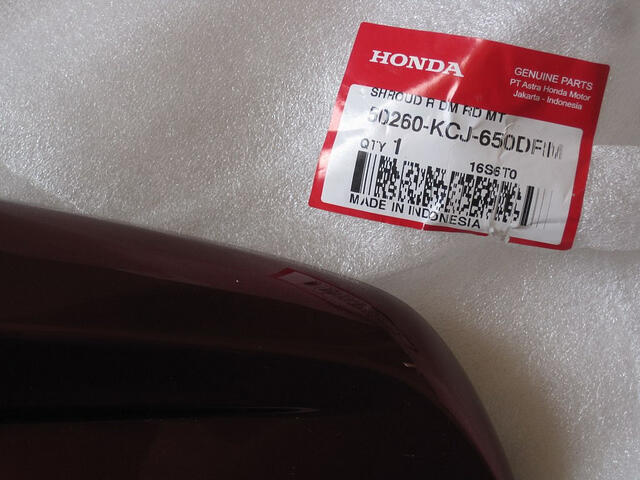 HONDA
GENUINE PARTS
PT Astra Honda Motor
Jakarta - Indonesia
SHROUD R DM RD MT
50260-KCJ-650DFIM
QTY 1
16S6T0
MADE IN INDONESIA